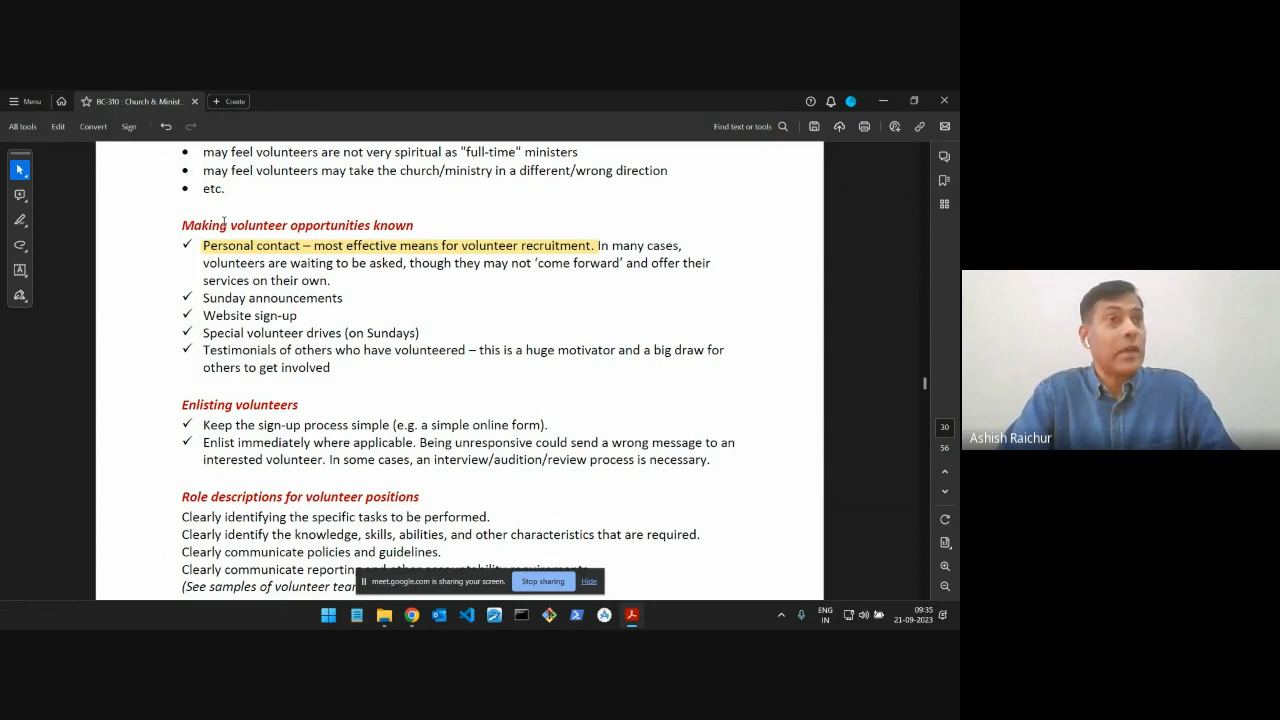 Menu
BC-310 : Church & Minist...
Create
All tools
Edit
Convert
Sign
Find text or tools
• may feel volunteers are not very spiritual as "full-time" ministers
• may feel volunteers may take the church/ministry in a different/wrong direction
• etc.
Making volunteer opportunities known
✓ Personal contact – most effective means for volunteer recruitment. In many cases,
volunteers are waiting to be asked, though they may not ‘come forward’ and offer their
services on their own.
✓ Sunday announcements
✓ Website sign-up
✓ Special volunteer drives (on Sundays)
✓ Testimonials of others who have volunteered – this is a huge motivator and a big draw for
others to get involved
Enlisting volunteers
✓ Keep the sign-up process simple (e.g. a simple online form).
✓ Enlist immediately where applicable. Being unresponsive could send a wrong message to an
interested volunteer. In some cases, an interview/audition/review process is necessary.
Role descriptions for volunteer positions
Clearly identifying the specific tasks to be performed.
Clearly identify the knowledge, skills, abilities, and other characteristics that are required.
Clearly communicate policies and guidelines.
Clearly communicate reporting
(See samples of volunteer tea
meet.google.com is sharing your screen.
Stop sharing
Hide
30
56
ENG
IN
09:35
21-09-2023
Ashish Raichur